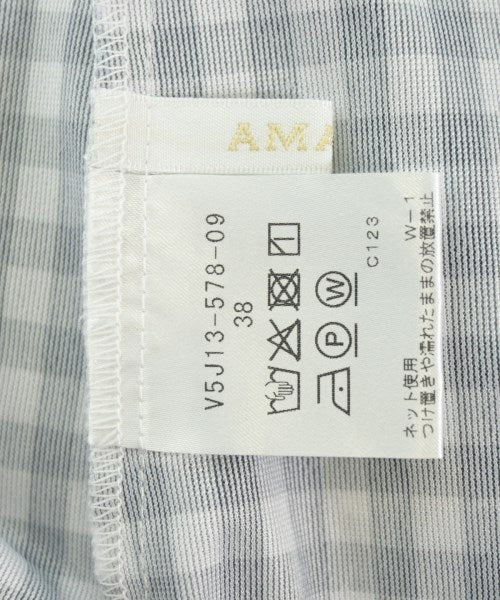 AMA
V5J13-578-09
38
P W
C123
W-1
ネット使用
つけ置きや濡れたままの放置禁止